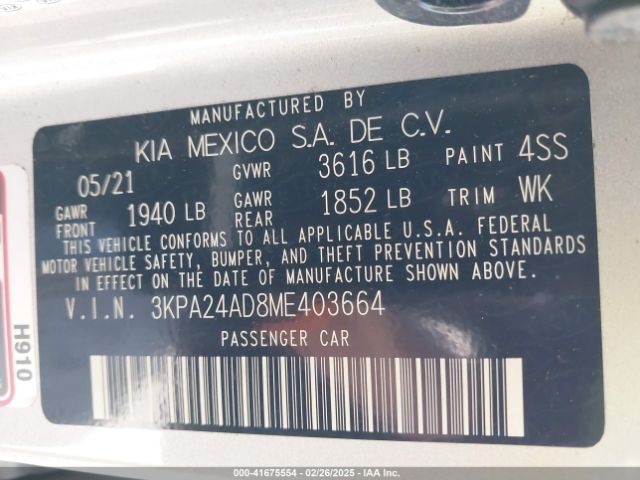 MANUFACTURED BY
KIA MEXICO S.A. DE C.V.
05/21 GVWR 3616 LB PAINT 4SS
GAWR FRONT 1940 LB GAWR REAR 1852 LB TRIM WK
THIS VEHICLE CONFORMS TO ALL APPLICABLE U.S.A. FEDERAL
MOTOR VEHICLE SAFETY, BUMPER, AND THEFT PREVENTION STANDARDS
IN EFFECT ON THE DATE OF MANUFACTURE SHOWN ABOVE.
V.I.N. 3KPA24AD8ME403664
PASSENGER CAR
H910
000-41675554 | 02/26/2025 | IAA Inc.